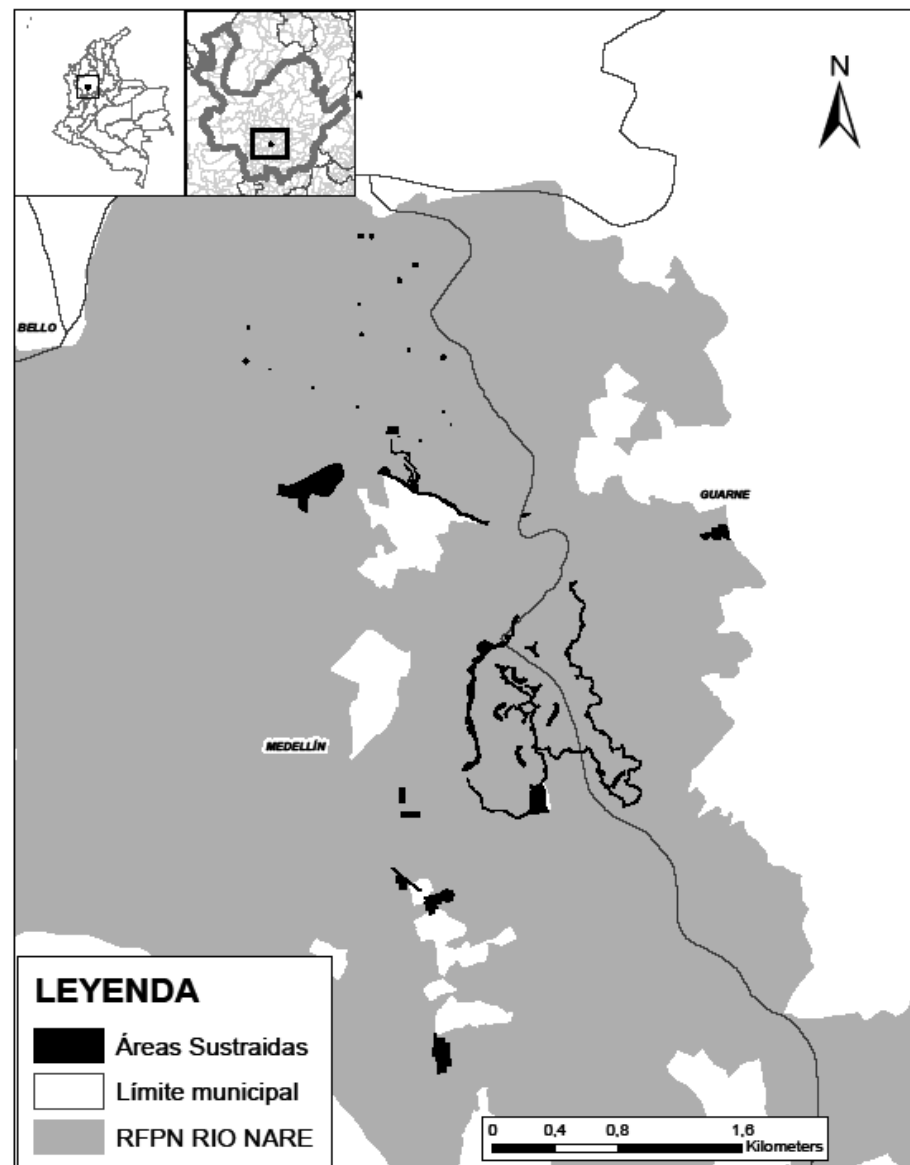 A
N
BELLO
GUARNE
MEDELLÍN
LEYENDA
Áreas Sustraidas
Límite municipal
RFPN RIO NARE
0 0,4 0,8 1,6
Kilometers